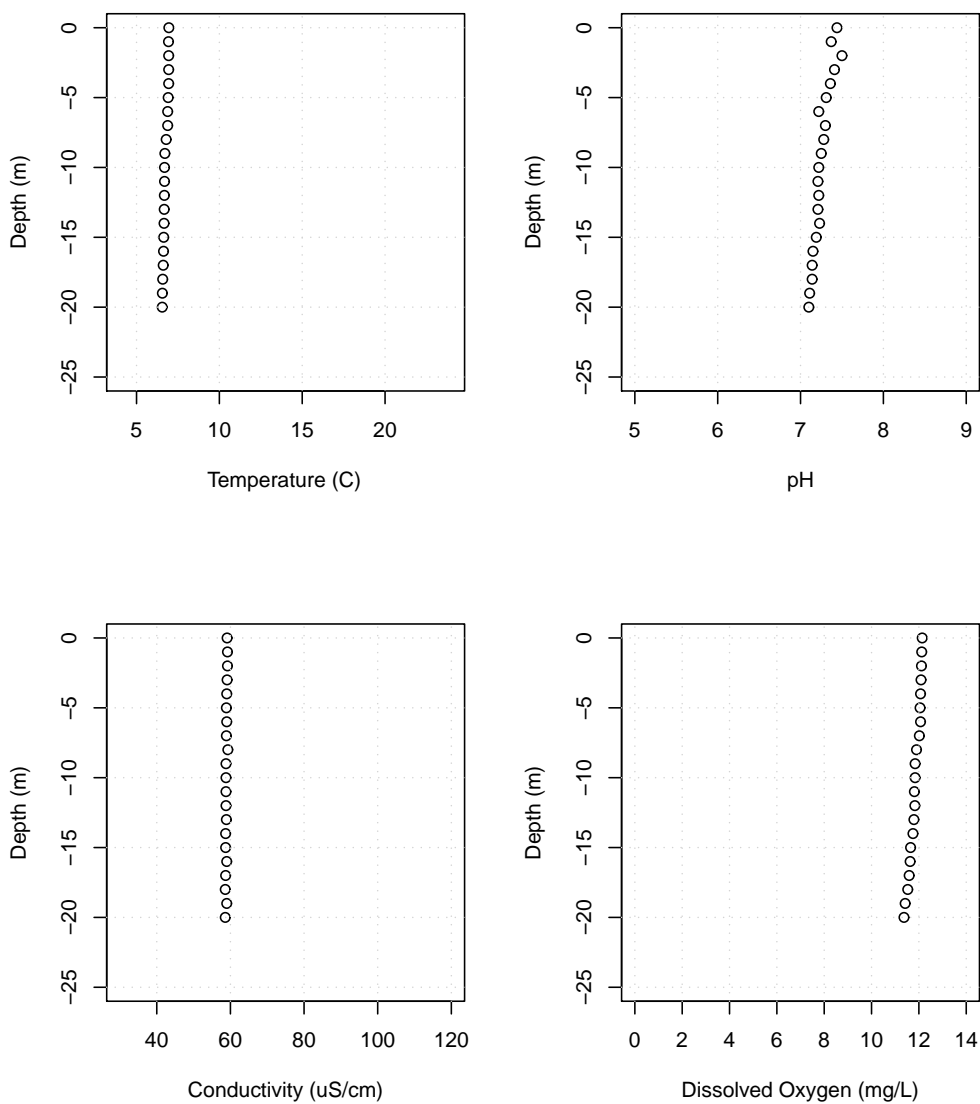 0
−5
−10
−15
−20
−25
Depth (m)
5 10 15 20
Temperature (C)
0
−5
−10
−15
−20
−25
Depth (m)
5 6 7 8 9
pH
0
−5
−10
−15
−20
−25
Depth (m)
40 60 80 100 120
Conductivity (uS/cm)
0
−5
−10
−15
−20
−25
Depth (m)
0 2 4 6 8 10 12 14
Dissolved Oxygen (mg/L)